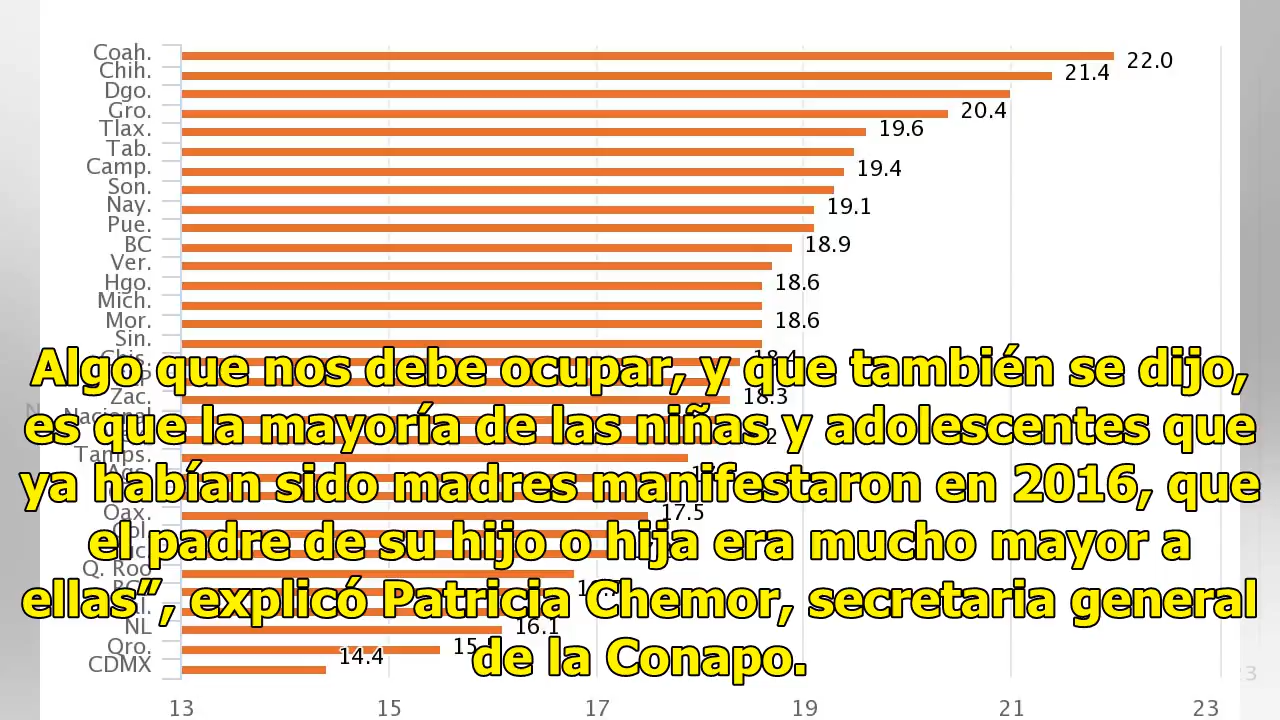 Coah.
22.0
Chih.
21.4
Dgo.
Gro.
20.4
Tlax.
19.6
Tab.
Camp.
19.4
Son.
Nay.
19.1
Pue.
BC
18.9
Ver.
Hgo.
18.6
Mich.
Mor.
18.6
Sin.
Algo que nos debe ocupar, y que también se dijo,
Zac.
18.3
Nacional
es que la mayoría de las niñas y adolescentes que
Tamps.
ya habían sido madres manifestaron en 2016, que
Oax.
17.5
el padre de su hijo o hija era mucho mayor a
Q. Roo
ellas”, explicó Patricia Chemor, secretaria general
NL
16.1
Qro.
14.4
de la Conapo.
CDMX
13 15 17 19 21 23